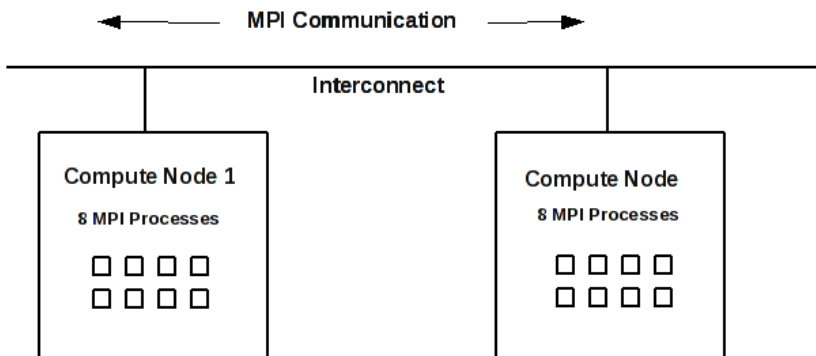 MPI Communication
Interconnect
Compute Node 1
8 MPI Processes
Compute Node
8 MPI Processes